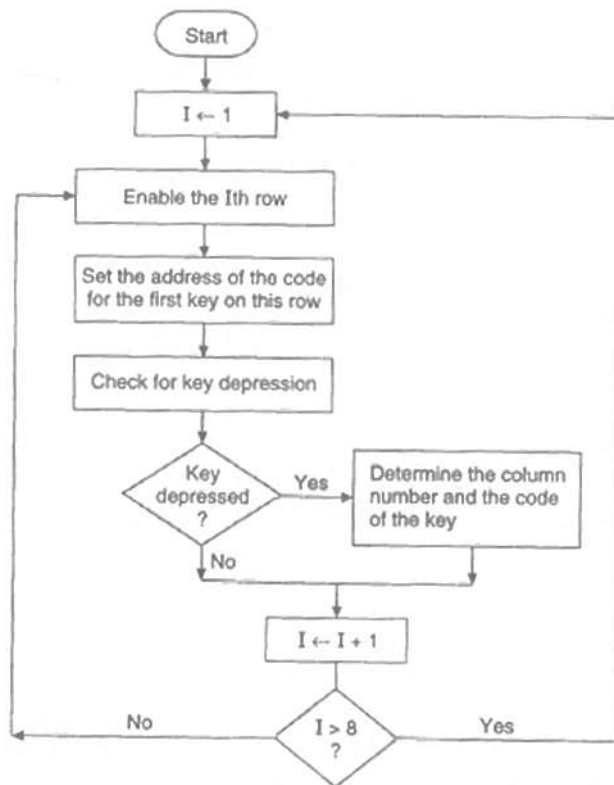 Start
I ← 1
Enable the Ith row
Set the address of the code
for the first key on this row
Check for key depression
Key
depressed
?
Yes
Determine the column
number and the code
of the key
No
I ← I + 1
No
I > 8
?
Yes